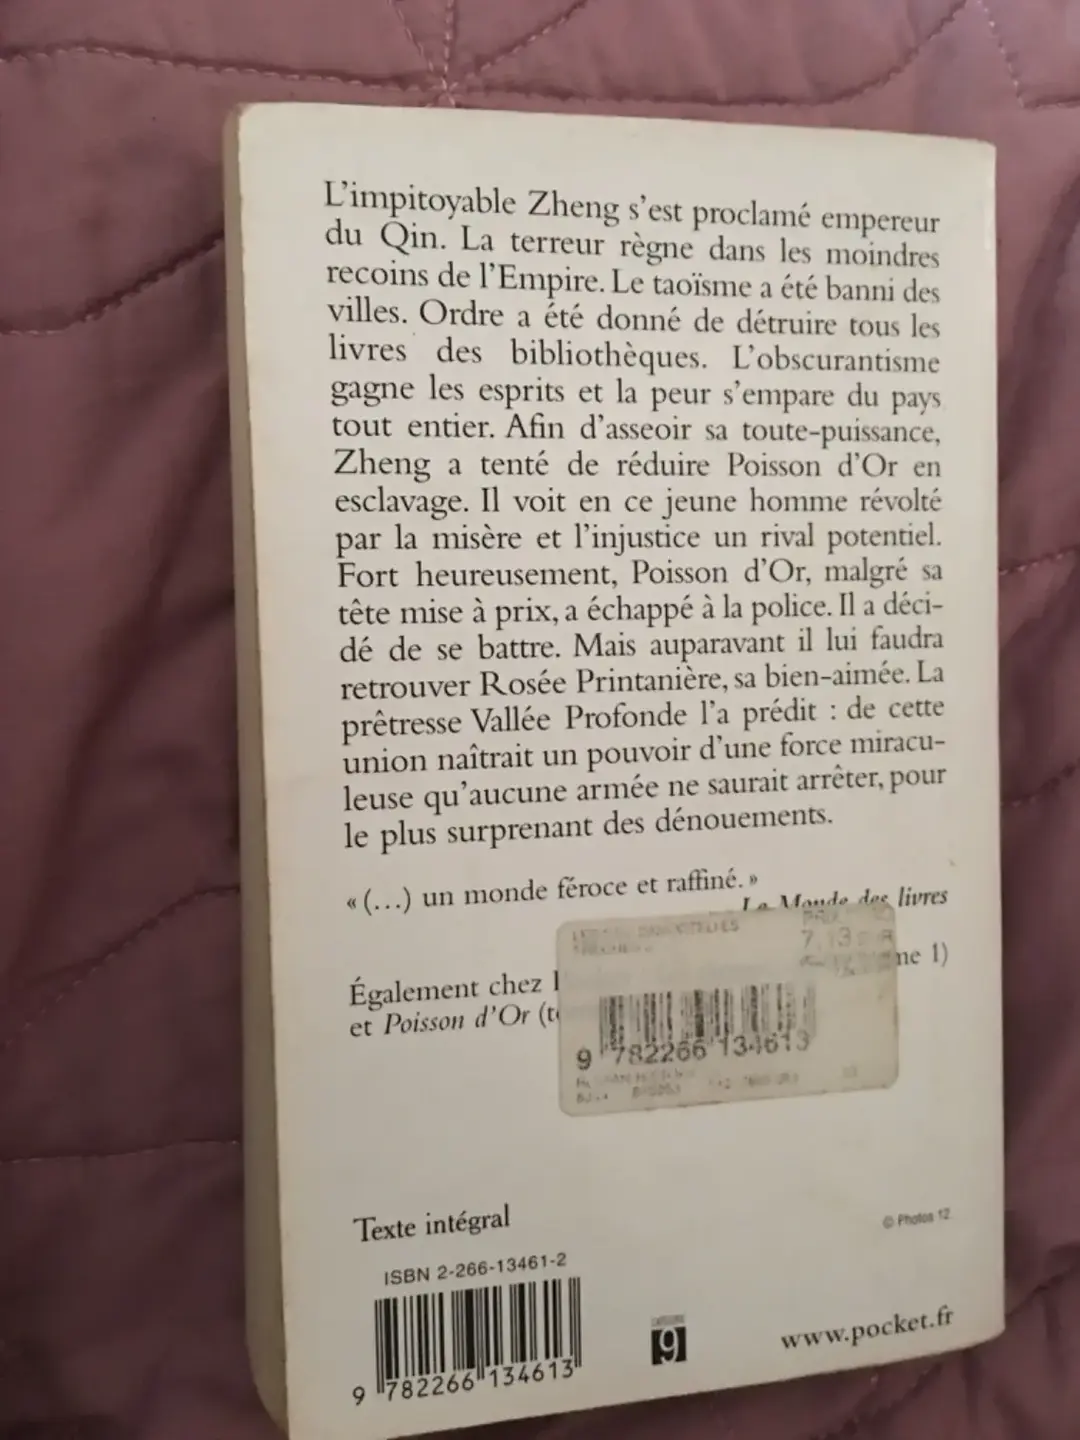 L'impitoyable Zheng s'est proclamé empereur
du Qin. La terreur règne dans les moindres
recoins de l'Empire. Le taoïsme a été banni des
villes. Ordre a été donné de détruire tous les
livres des bibliothèques. L'obscurantisme
gagne les esprits et la peur s'empare du pays
tout entier. Afin d'asseoir sa toute-puissance,
Zheng a tenté de réduire Poisson d'Or en
esclavage. Il voit en ce jeune homme révolté
par la misère et l'injustice un rival potentiel.
Fort heureusement, Poisson d'Or, malgré sa
tête mise à prix, a échappé à la police. Il a déci-
dé de se battre. Mais auparavant il lui faudra
retrouver Rosée Printanière, sa bien-aimée. La
prêtresse Vallée Profonde l'a prédit : de cette
union naîtrait un pouvoir d'une force miracu-
leuse qu'aucune armée ne saurait arrêter, pour
le plus surprenant des dénouements.
« (...) un monde féroce et raffiné. »
Le Monde des livres
7,13
Également chez
me 1)
et Poisson d'Or (t
9 782266 134613
Texte intégral
© Photos 12
ISBN 2-266-13461-2
9
www.pocket.fr
9 782266 134613